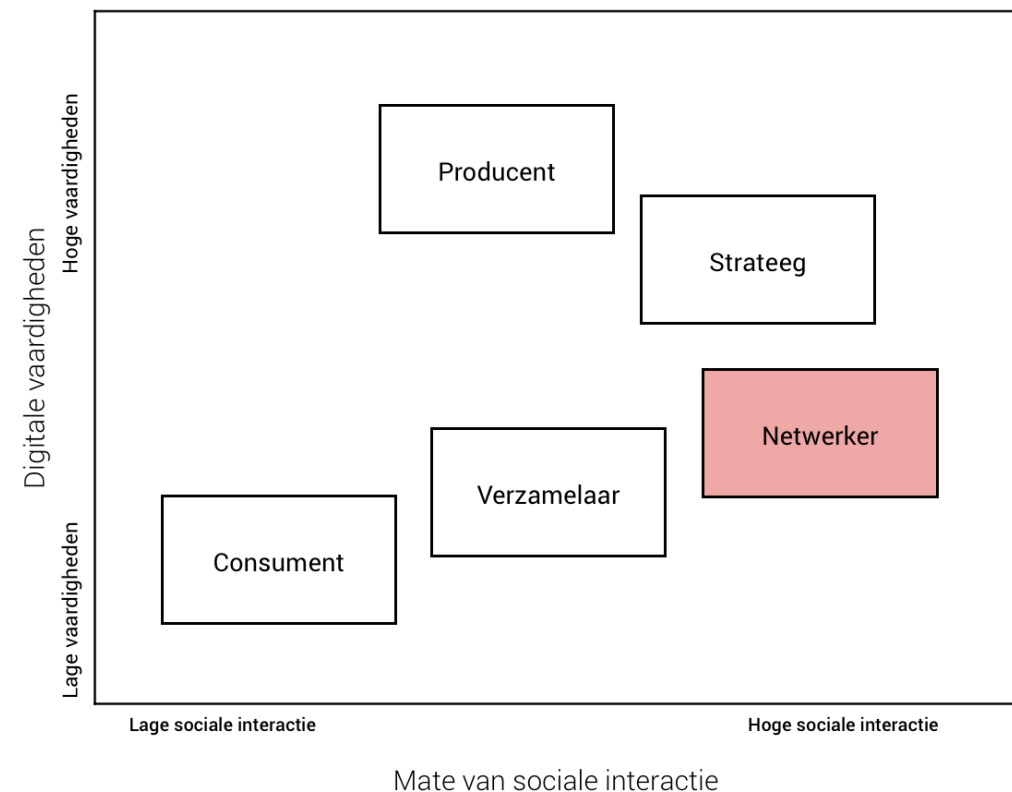 Digitale vaardigheden
Hoge vaardigheden
Lage vaardigheden
Producent
Strateeg
Netwerker
Verzamelaar
Consument
Lage sociale interactie
Hoge sociale interactie
Mate van sociale interactie